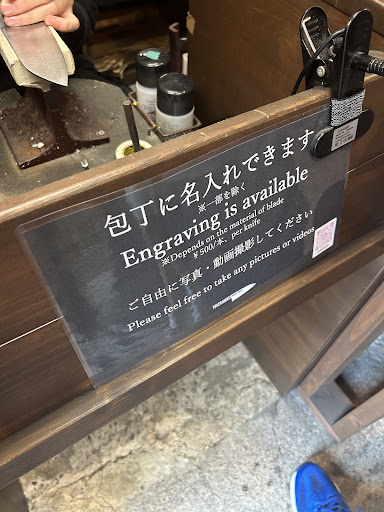 包丁に名入れできます
※一部を除く
Engraving is available
※Depends on the material of blade
¥500/本、per knife
ご自由に写真・動画撮影してください
Please feel free to take any pictures or videos